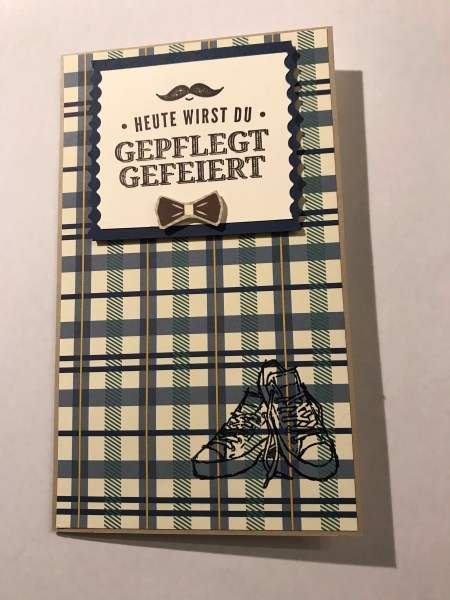 • HEUTE WIRST DU •
GEPFLEGT
GEFEIERT